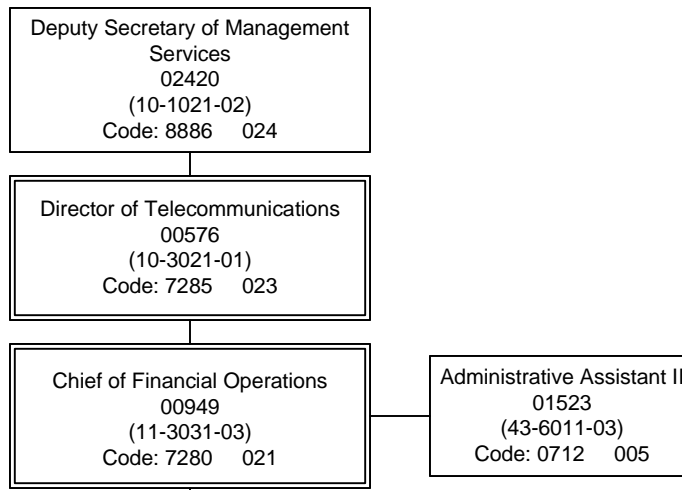 Deputy Secretary of Management
Services
02420
(10-1021-02)
Code: 8886 024
Director of Telecommunications
00576
(10-3021-01)
Code: 7285 023
Chief of Financial Operations
00949
(11-3031-03)
Code: 7280 021
Administrative Assistant
01523
(43-6011-03)
Code: 0712 005